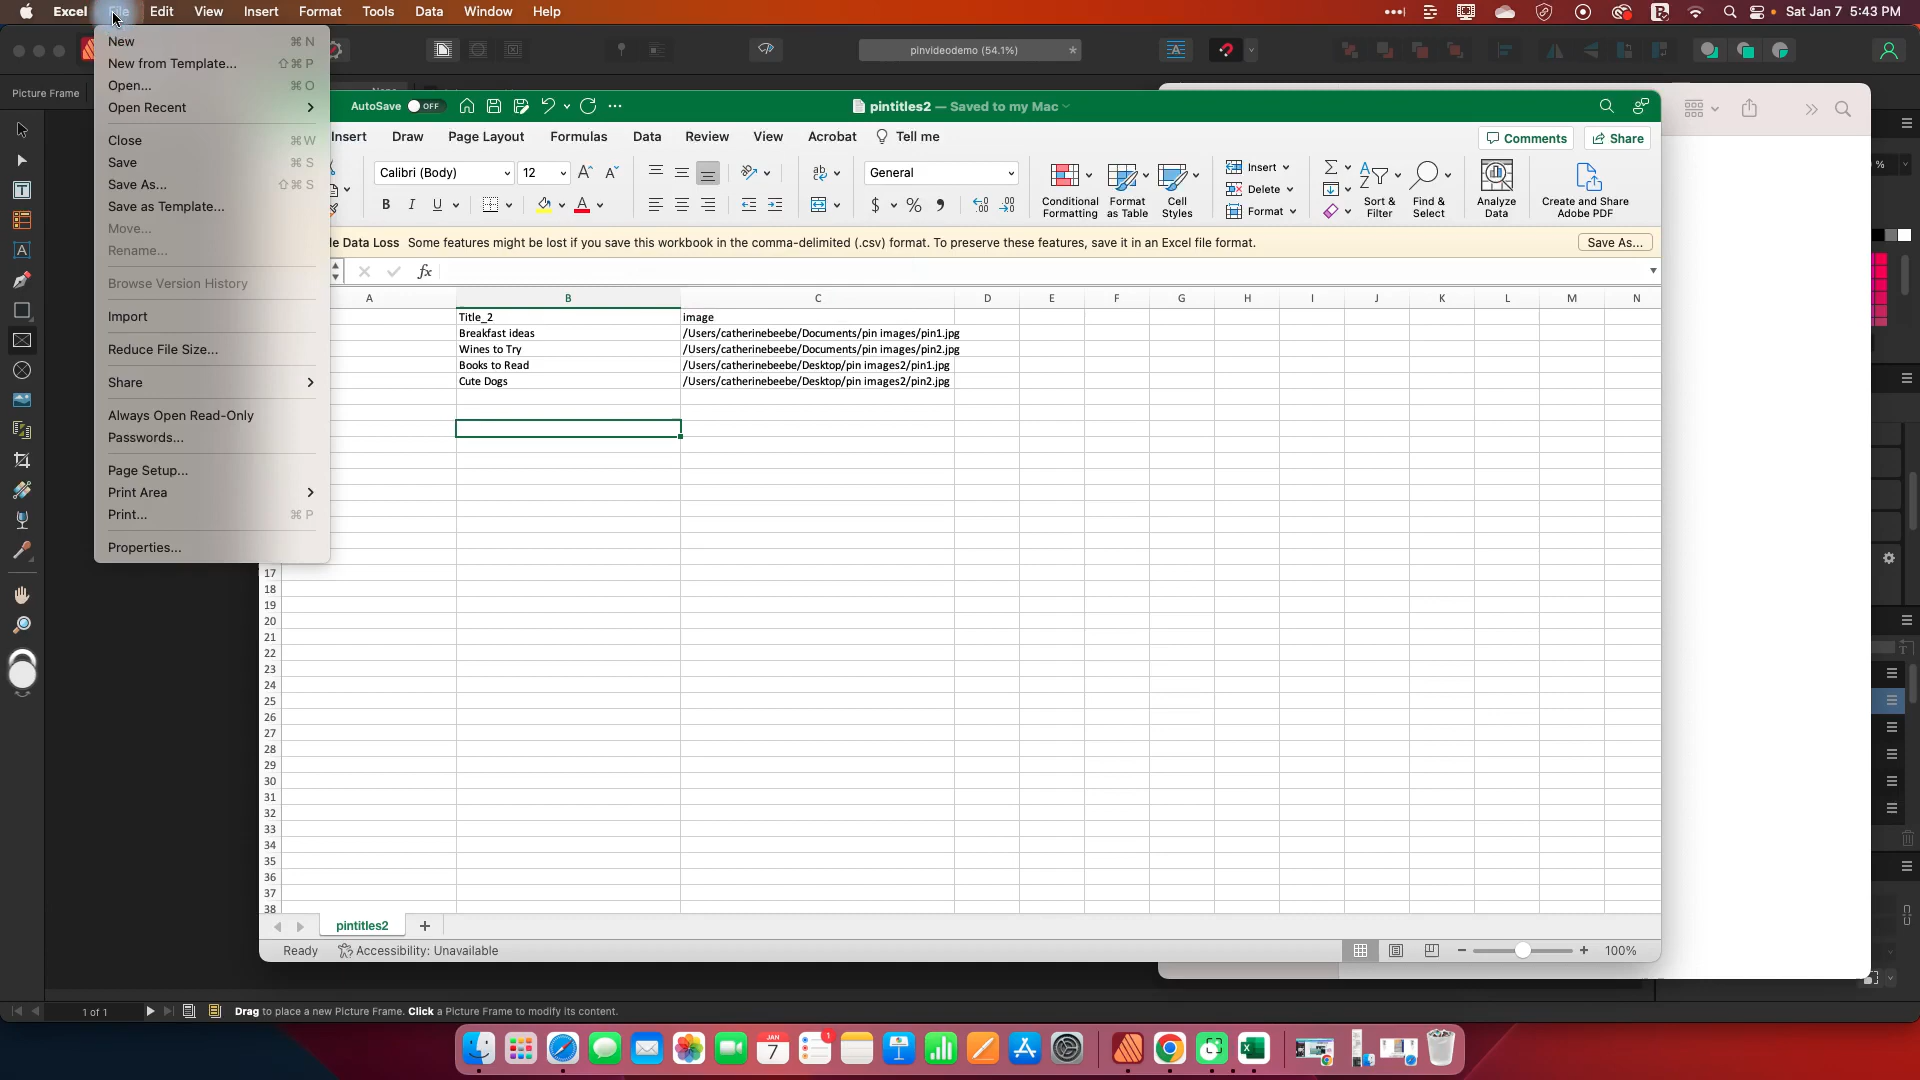 Excel File Edit View Insert Format Tools Data Window Help Sat Jan 7 5:43 PM
New ⌘ N
New from Template... ⇧⌘ P
Open... ⌘ O
Open Recent
Close ⌘ W
Save ⌘ S
Save As... ⇧⌘ S
Save as Template...
Move...
Rename...
Browse Version History
Import
Reduce File Size...
Share
Always Open Read-Only
Passwords...
Page Setup...
Print Area
Print... ⌘ P
Properties...
pinvideodemo (54.1%) *
Picture Frame
%
AutoSave OFF pintitles2 — Saved to my Mac
Insert Draw Page Layout Formulas Data Review View Acrobat Tell me Comments Share
Calibri (Body) 12 General
B I U $ % Conditional Formatting Format as Table Cell Styles
Insert
Delete
Format
Sort & Filter Find & Select Analyze Data Create and Share Adobe PDF
Data Loss Some features might be lost if you save this workbook in the comma-delimited (.csv) format. To preserve these features, save it in an Excel file format. Save As...
fx
A B C D E F G H I J K L M N
Title_2 image
Breakfast ideas /Users/catherinebeebe/Documents/pin images/pin1.jpg
Wines to Try /Users/catherinebeebe/Documents/pin images/pin2.jpg
Books to Read /Users/catherinebeebe/Desktop/pin images2/pin1.jpg
Cute Dogs /Users/catherinebeebe/Desktop/pin images2/pin2.jpg
17
18
19
20
21
22
23
24
25
26
27
28
29
30
31
32
33
34
35
36
37
38
pintitles2 +
Ready Accessibility: Unavailable 100%
1 of 1 Drag to place a new Picture Frame. Click a Picture Frame to modify its content.
JAN
7
1